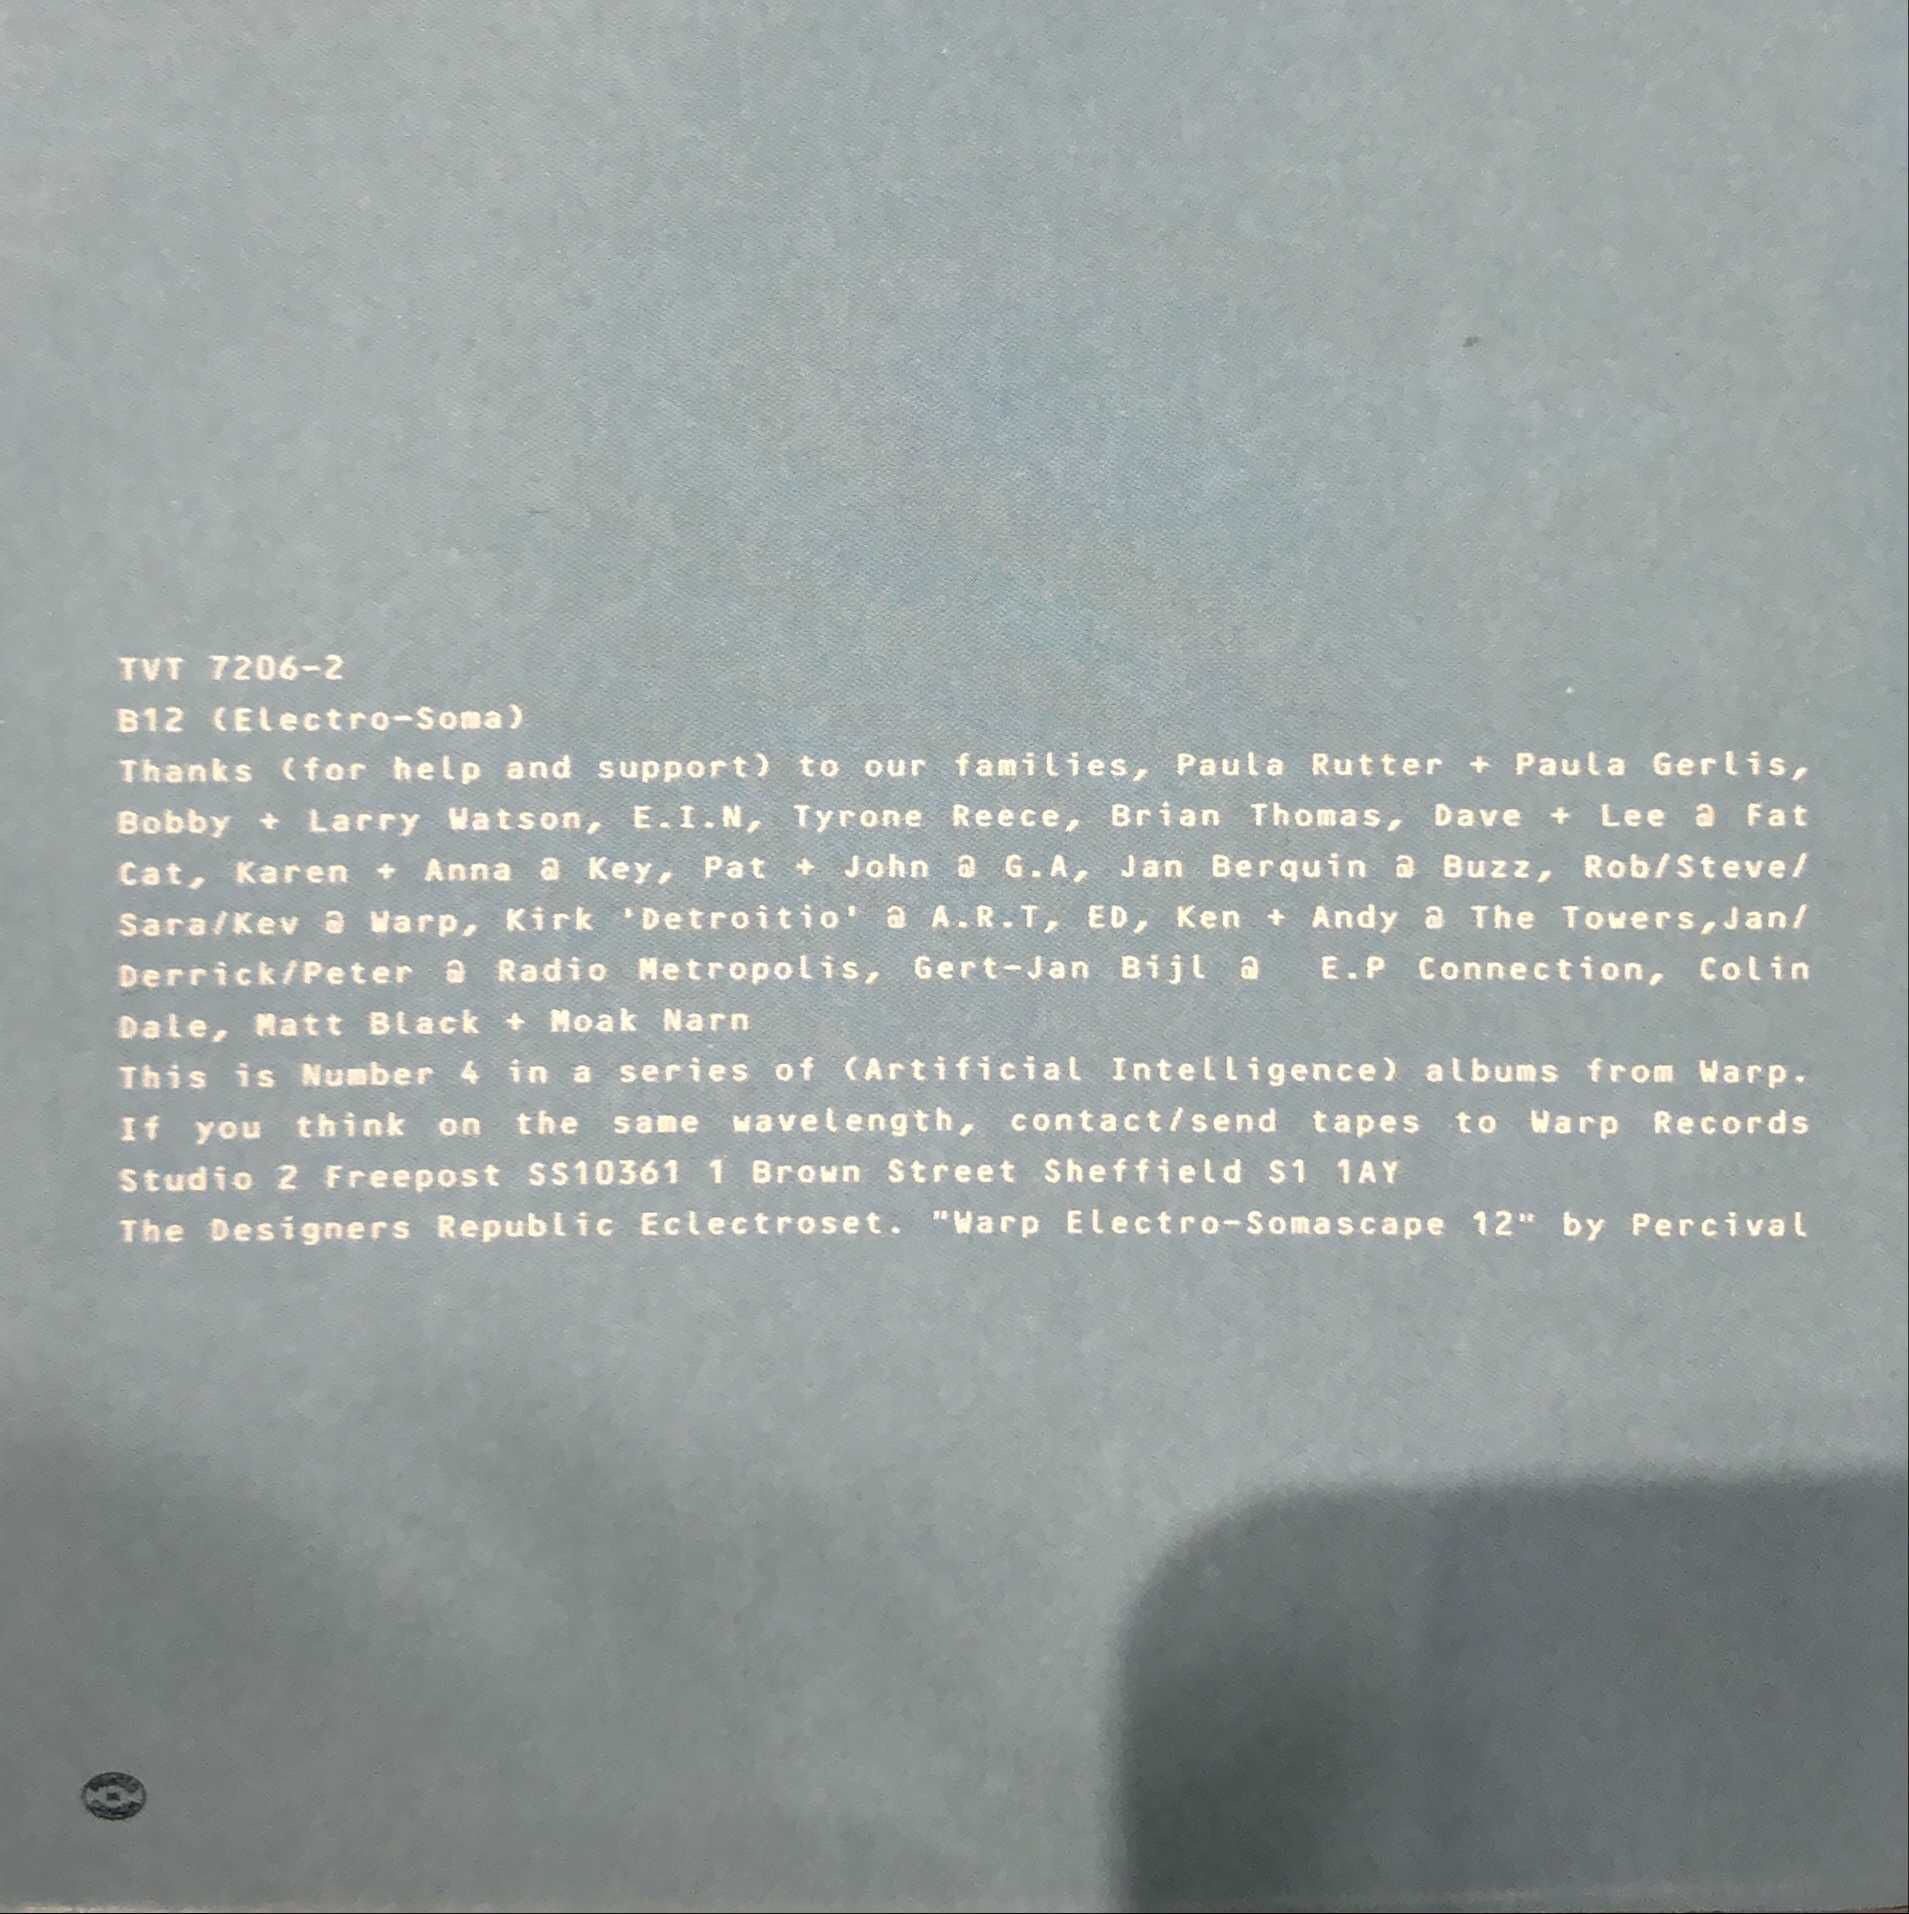 TVT 7206-2
B12 (Electro-Soma)
Thanks (for help and support) to our families, Paula Rutter + Paula Gerlis,
Bobby + Larry Watson, E.I.N, Tyrone Reece, Brian Thomas, Dave + Lee @ Fat
Cat, Karen + Anna @ Key, Pat + John @ G.A, Jan Berquin @ Buzz, Rob/Steve/
Sara/Kev @ Warp, Kirk 'Detroitio' @ A.R.T, ED, Ken + Andy @ The Towers,Jan/
Derrick/Peter @ Radio Metropolis, Gert-Jan Bijl @ E.P Connection, Colin
Dale, Matt Black + Moak Narn
This is Number 4 in a series of (Artificial Intelligence) albums from Warp.
If you think on the same wavelength, contact/send tapes to Warp Records
Studio 2 Freepost SS10361 1 Brown Street Sheffield S1 1AY
The Designers Republic Eclectroset. "Warp Electro-Somascape 12" by Percival